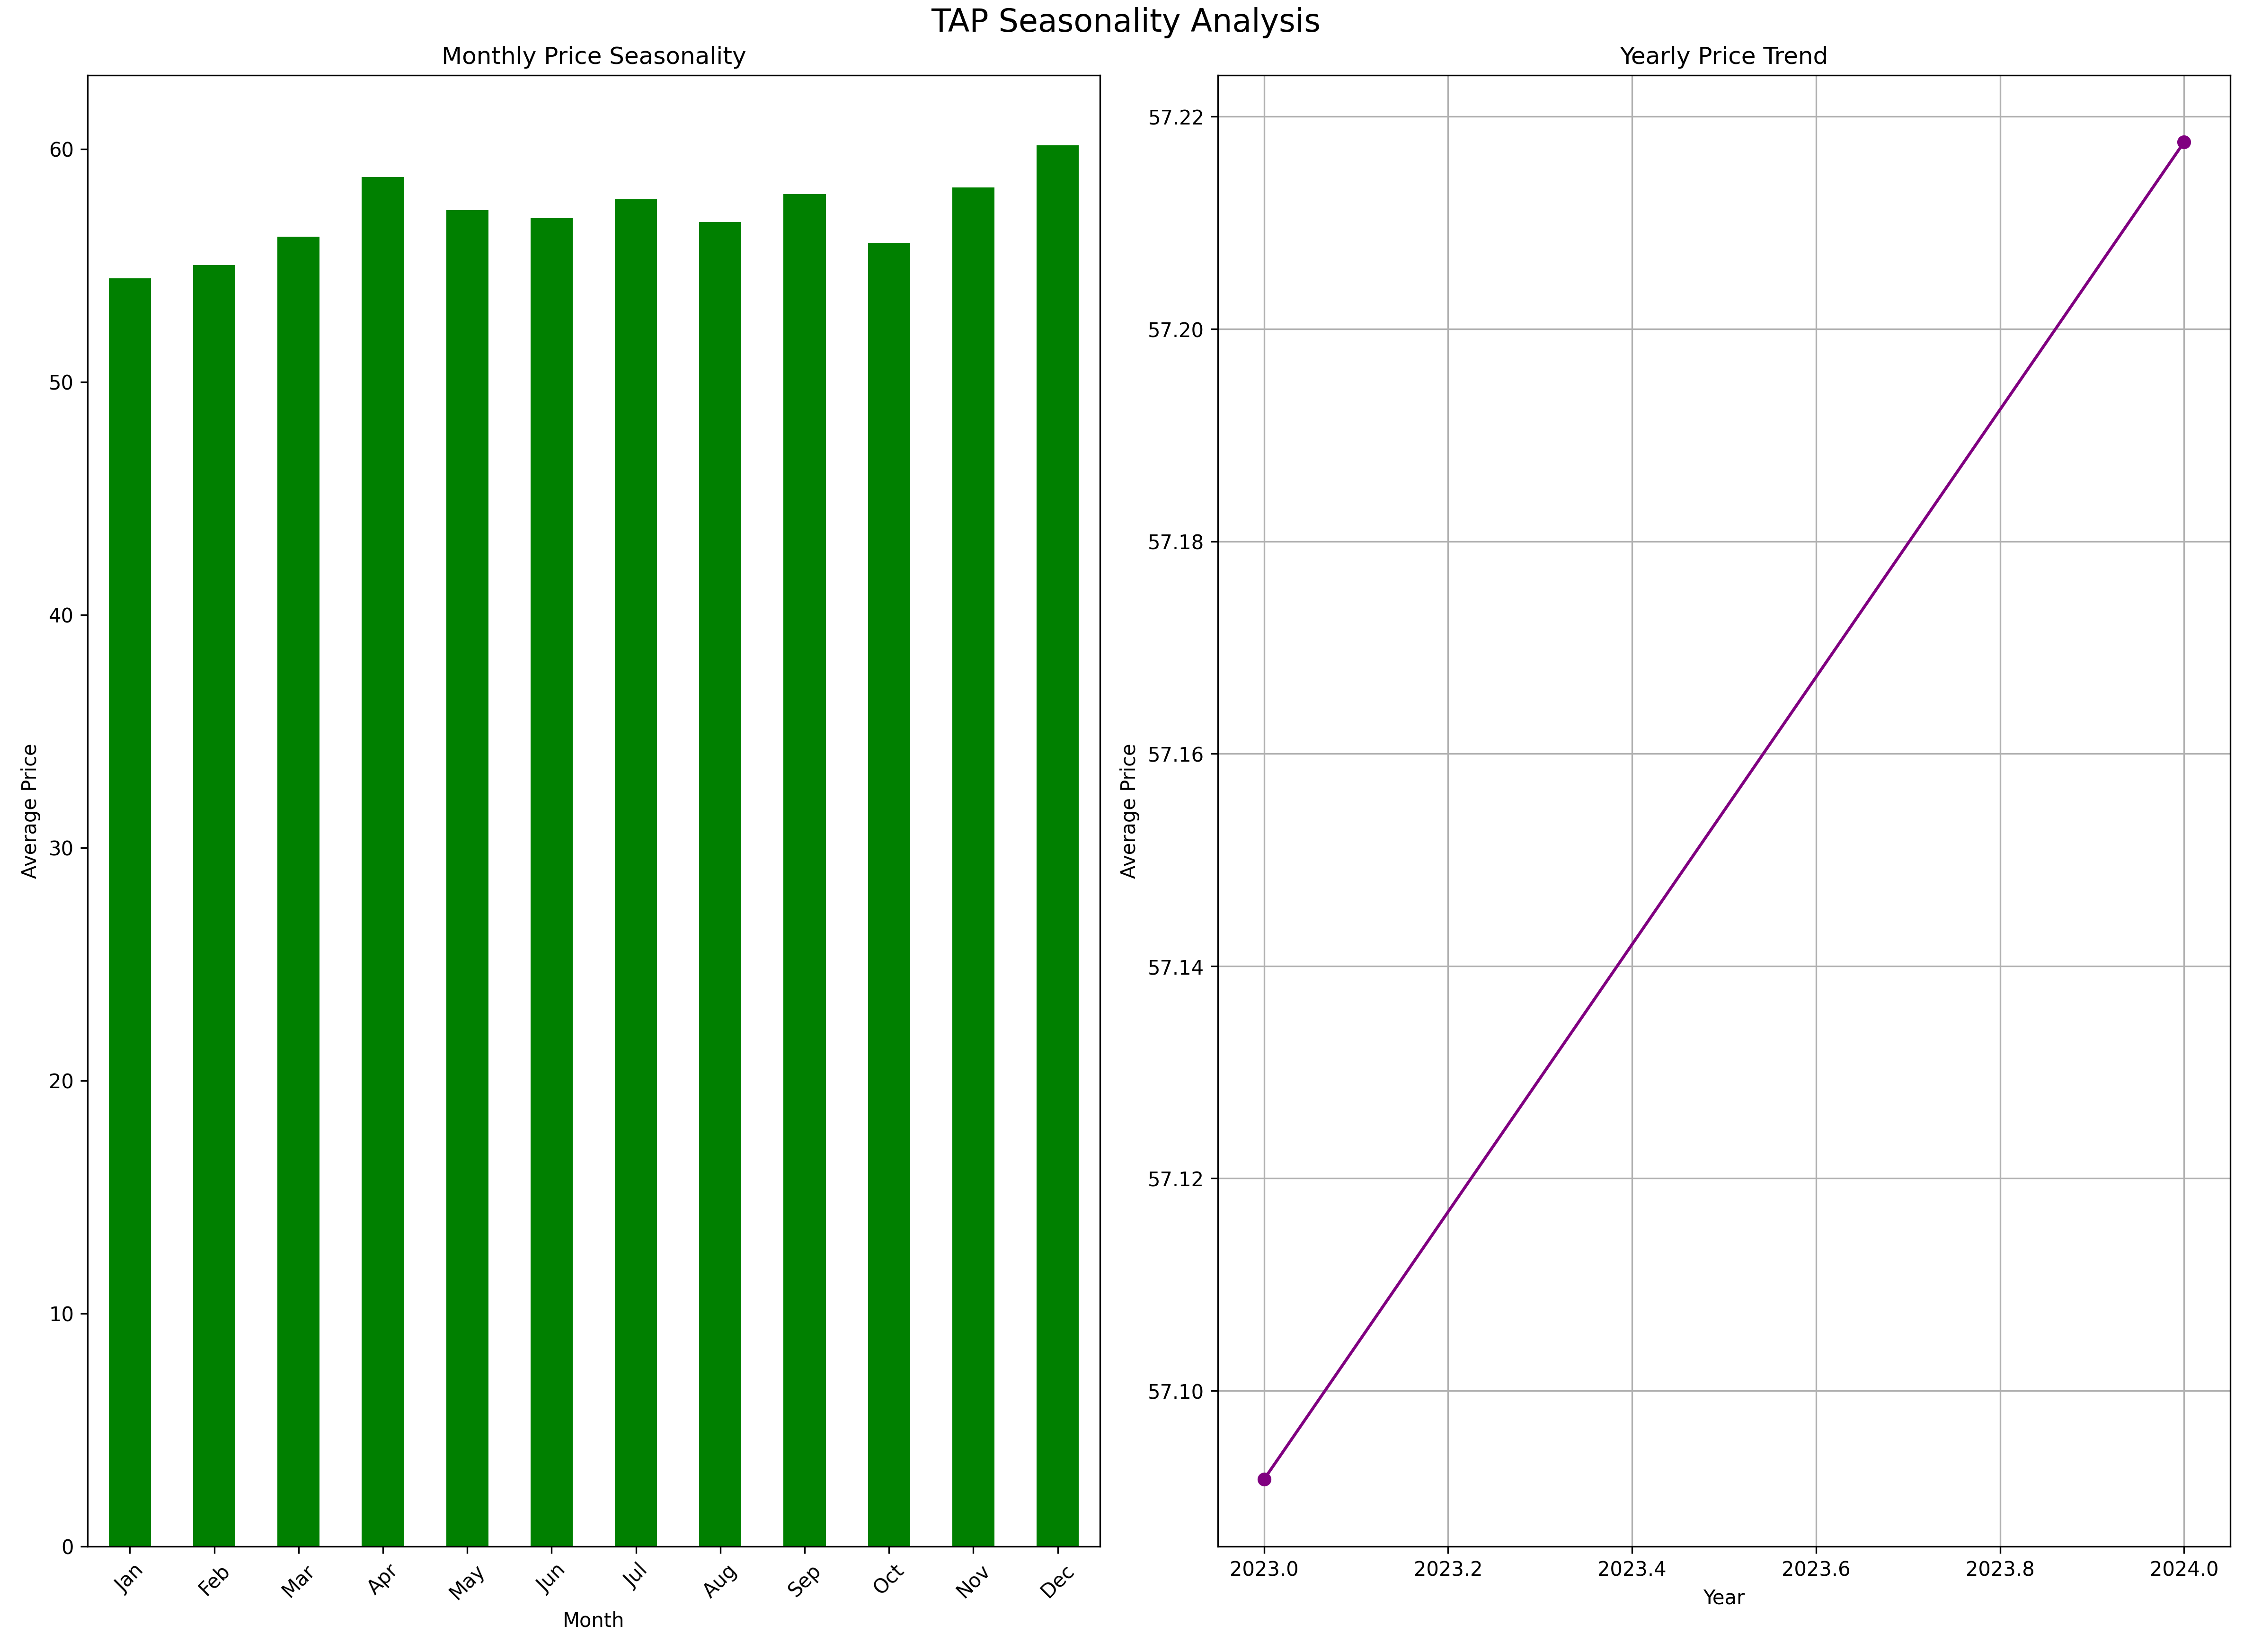 TAP Seasonality Analysis
Monthly Price Seasonality
Average Price
60
50
40
30
20
10
0
Jan
Feb
Mar
Apr
May
Jun
Jul
Aug
Sep
Oct
Nov
Dec
Month
Yearly Price Trend
Average Price
57.22
57.20
57.18
57.16
57.14
57.12
57.10
2023.0
2023.2
2023.4
2023.6
2023.8
2024.0
Year